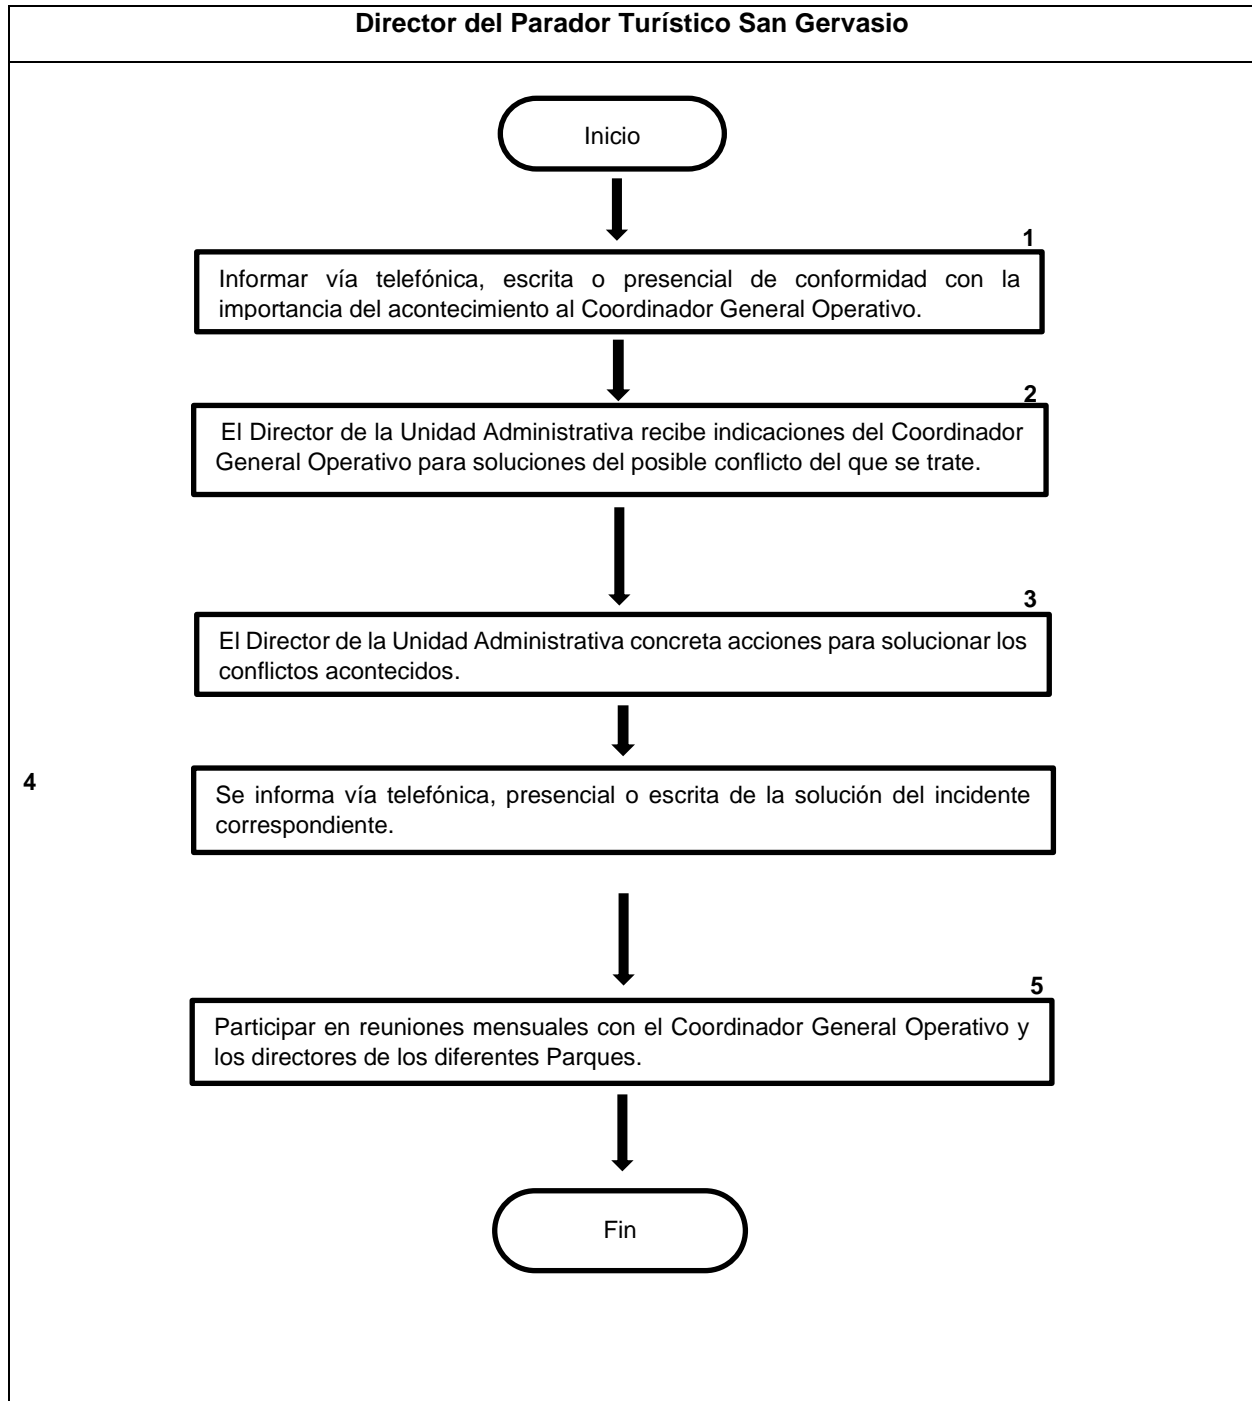 Director del Parador Turístico San Gervasio
Inicio
1
Informar vía telefónica, escrita o presencial de conformidad con la
importancia del acontecimiento al Coordinador General Operativo.
2
El Director de la Unidad Administrativa recibe indicaciones del Coordinador
General Operativo para soluciones del posible conflicto del que se trate.
3
El Director de la Unidad Administrativa concreta acciones para solucionar los
conflictos acontecidos.
4
Se informa vía telefónica, presencial o escrita de la solución del incidente
correspondiente.
5
Participar en reuniones mensuales con el Coordinador General Operativo y
los directores de los diferentes Parques.
Fin